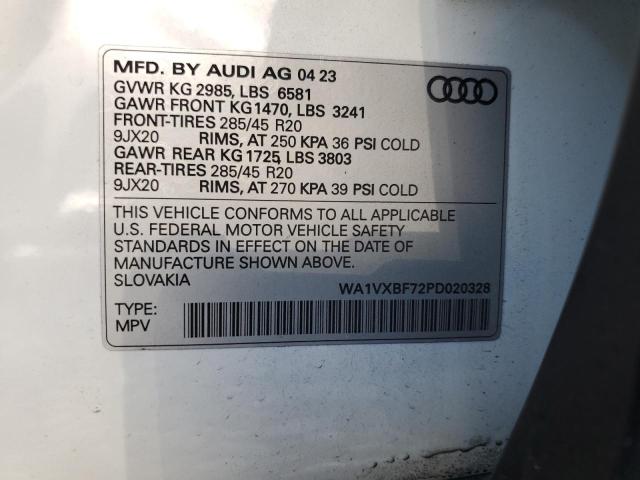 MFD. BY AUDI AG 04 23
GVWR KG 2985, LBS 6581
GAWR FRONT KG1470, LBS 3241
FRONT-TIRES 285/45 R20
9JX20 RIMS, AT 250 KPA 36 PSI COLD
GAWR REAR KG 1725, LBS 3803
REAR-TIRES 285/45 R20
9JX20 RIMS, AT 270 KPA 39 PSI COLD
THIS VEHICLE CONFORMS TO ALL APPLICABLE
U.S. FEDERAL MOTOR VEHICLE SAFETY
STANDARDS IN EFFECT ON THE DATE OF
MANUFACTURE SHOWN ABOVE.
SLOVAKIA
WA1VXBF72PD020328
TYPE:
MPV